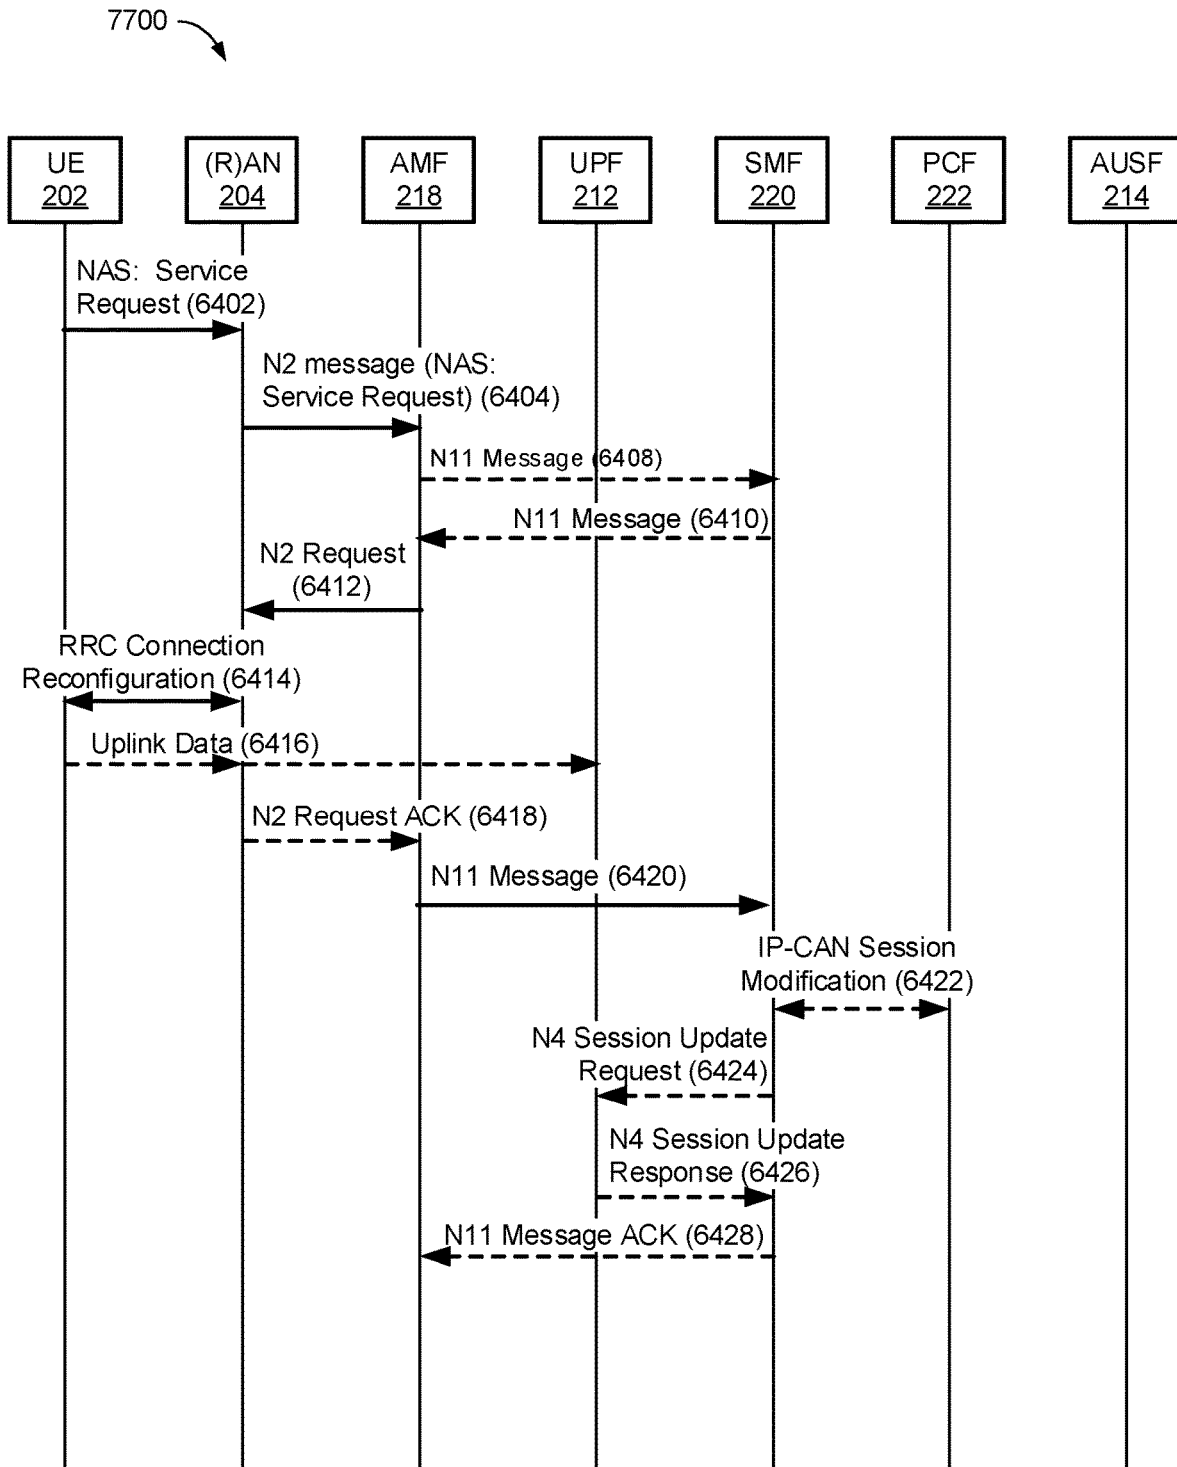 7700
UE
202
(R)AN
204
AMF
218
UPF
212
SMF
220
PCF
222
AUSF
214
NAS: Service
Request (6402)
N2 message (NAS:
Service Request) (6404)
N11 Message (6408)
N11 Message (6410)
N2 Request
(6412)
RRC Connection
Reconfiguration (6414)
Uplink Data (6416)
N2 Request ACK (6418)
N11 Message (6420)
IP-CAN Session
Modification (6422)
N4 Session Update
Request (6424)
N4 Session Update
Response (6426)
N11 Message ACK (6428)